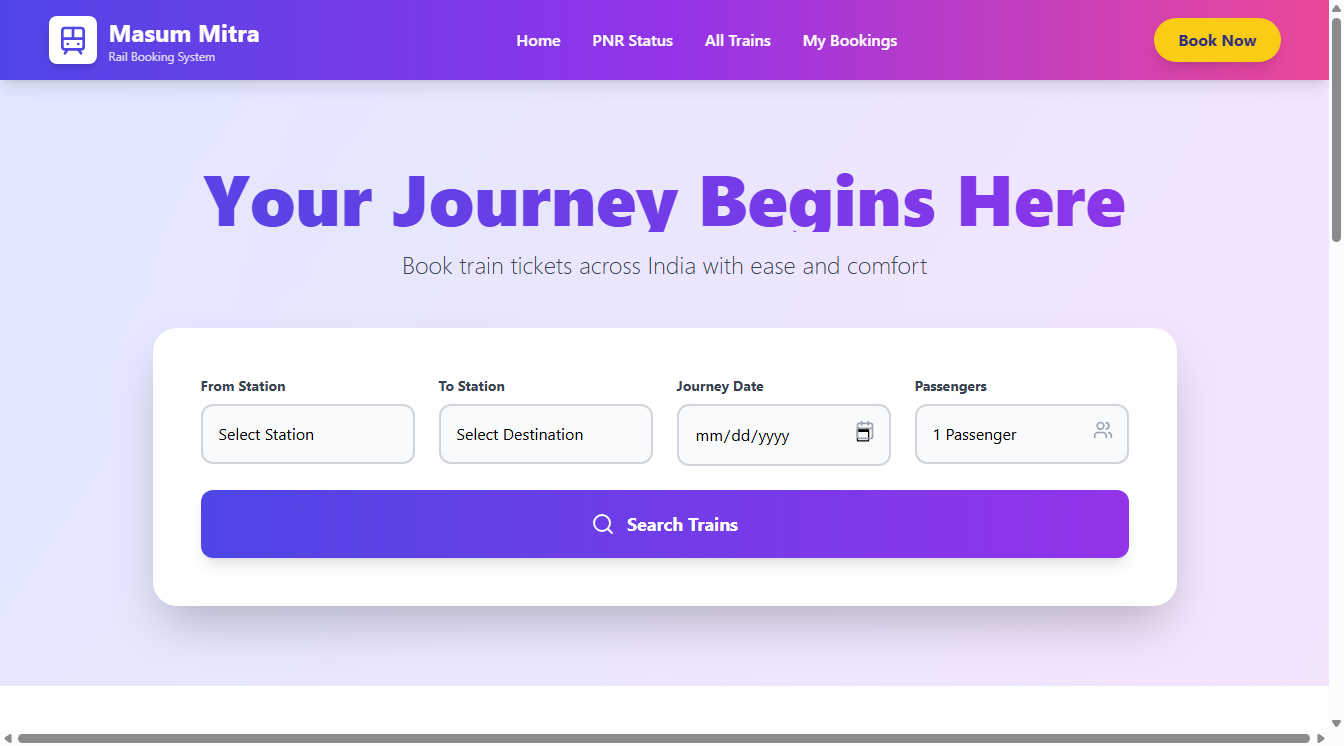 Masum Mitra
Rail Booking System
Home
PNR Status
All Trains
My Bookings
Book Now
Your Journey Begins Here
Book train tickets across India with ease and comfort
From Station
To Station
Journey Date
Passengers
Select Station
Select Destination
mm/dd/yyyy
1 Passenger
Search Trains